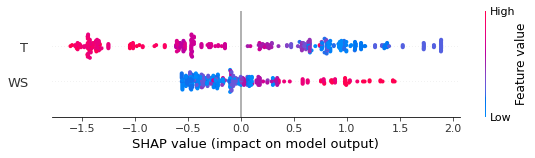 High
T
WS
Feature value
Low
−1.5 −1.0 −0.5 0.0 0.5 1.0 1.5 2.0
SHAP value (impact on model output)